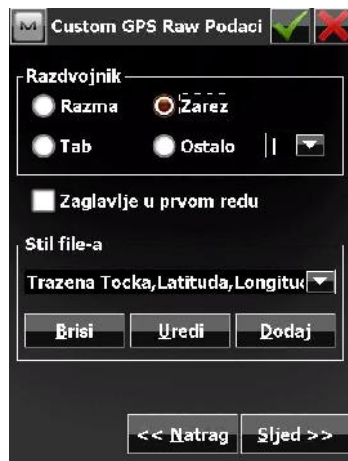 Custom GPS Raw Podaci
Razdvojnik
Razma Zarez
Tab Ostalo |
Zaglavlje u prvom redu
Stil file-a
Trazena Tocka,Latituda,Longitud
Brisi Uredi Dodaj
<< Natrag Sljed >>